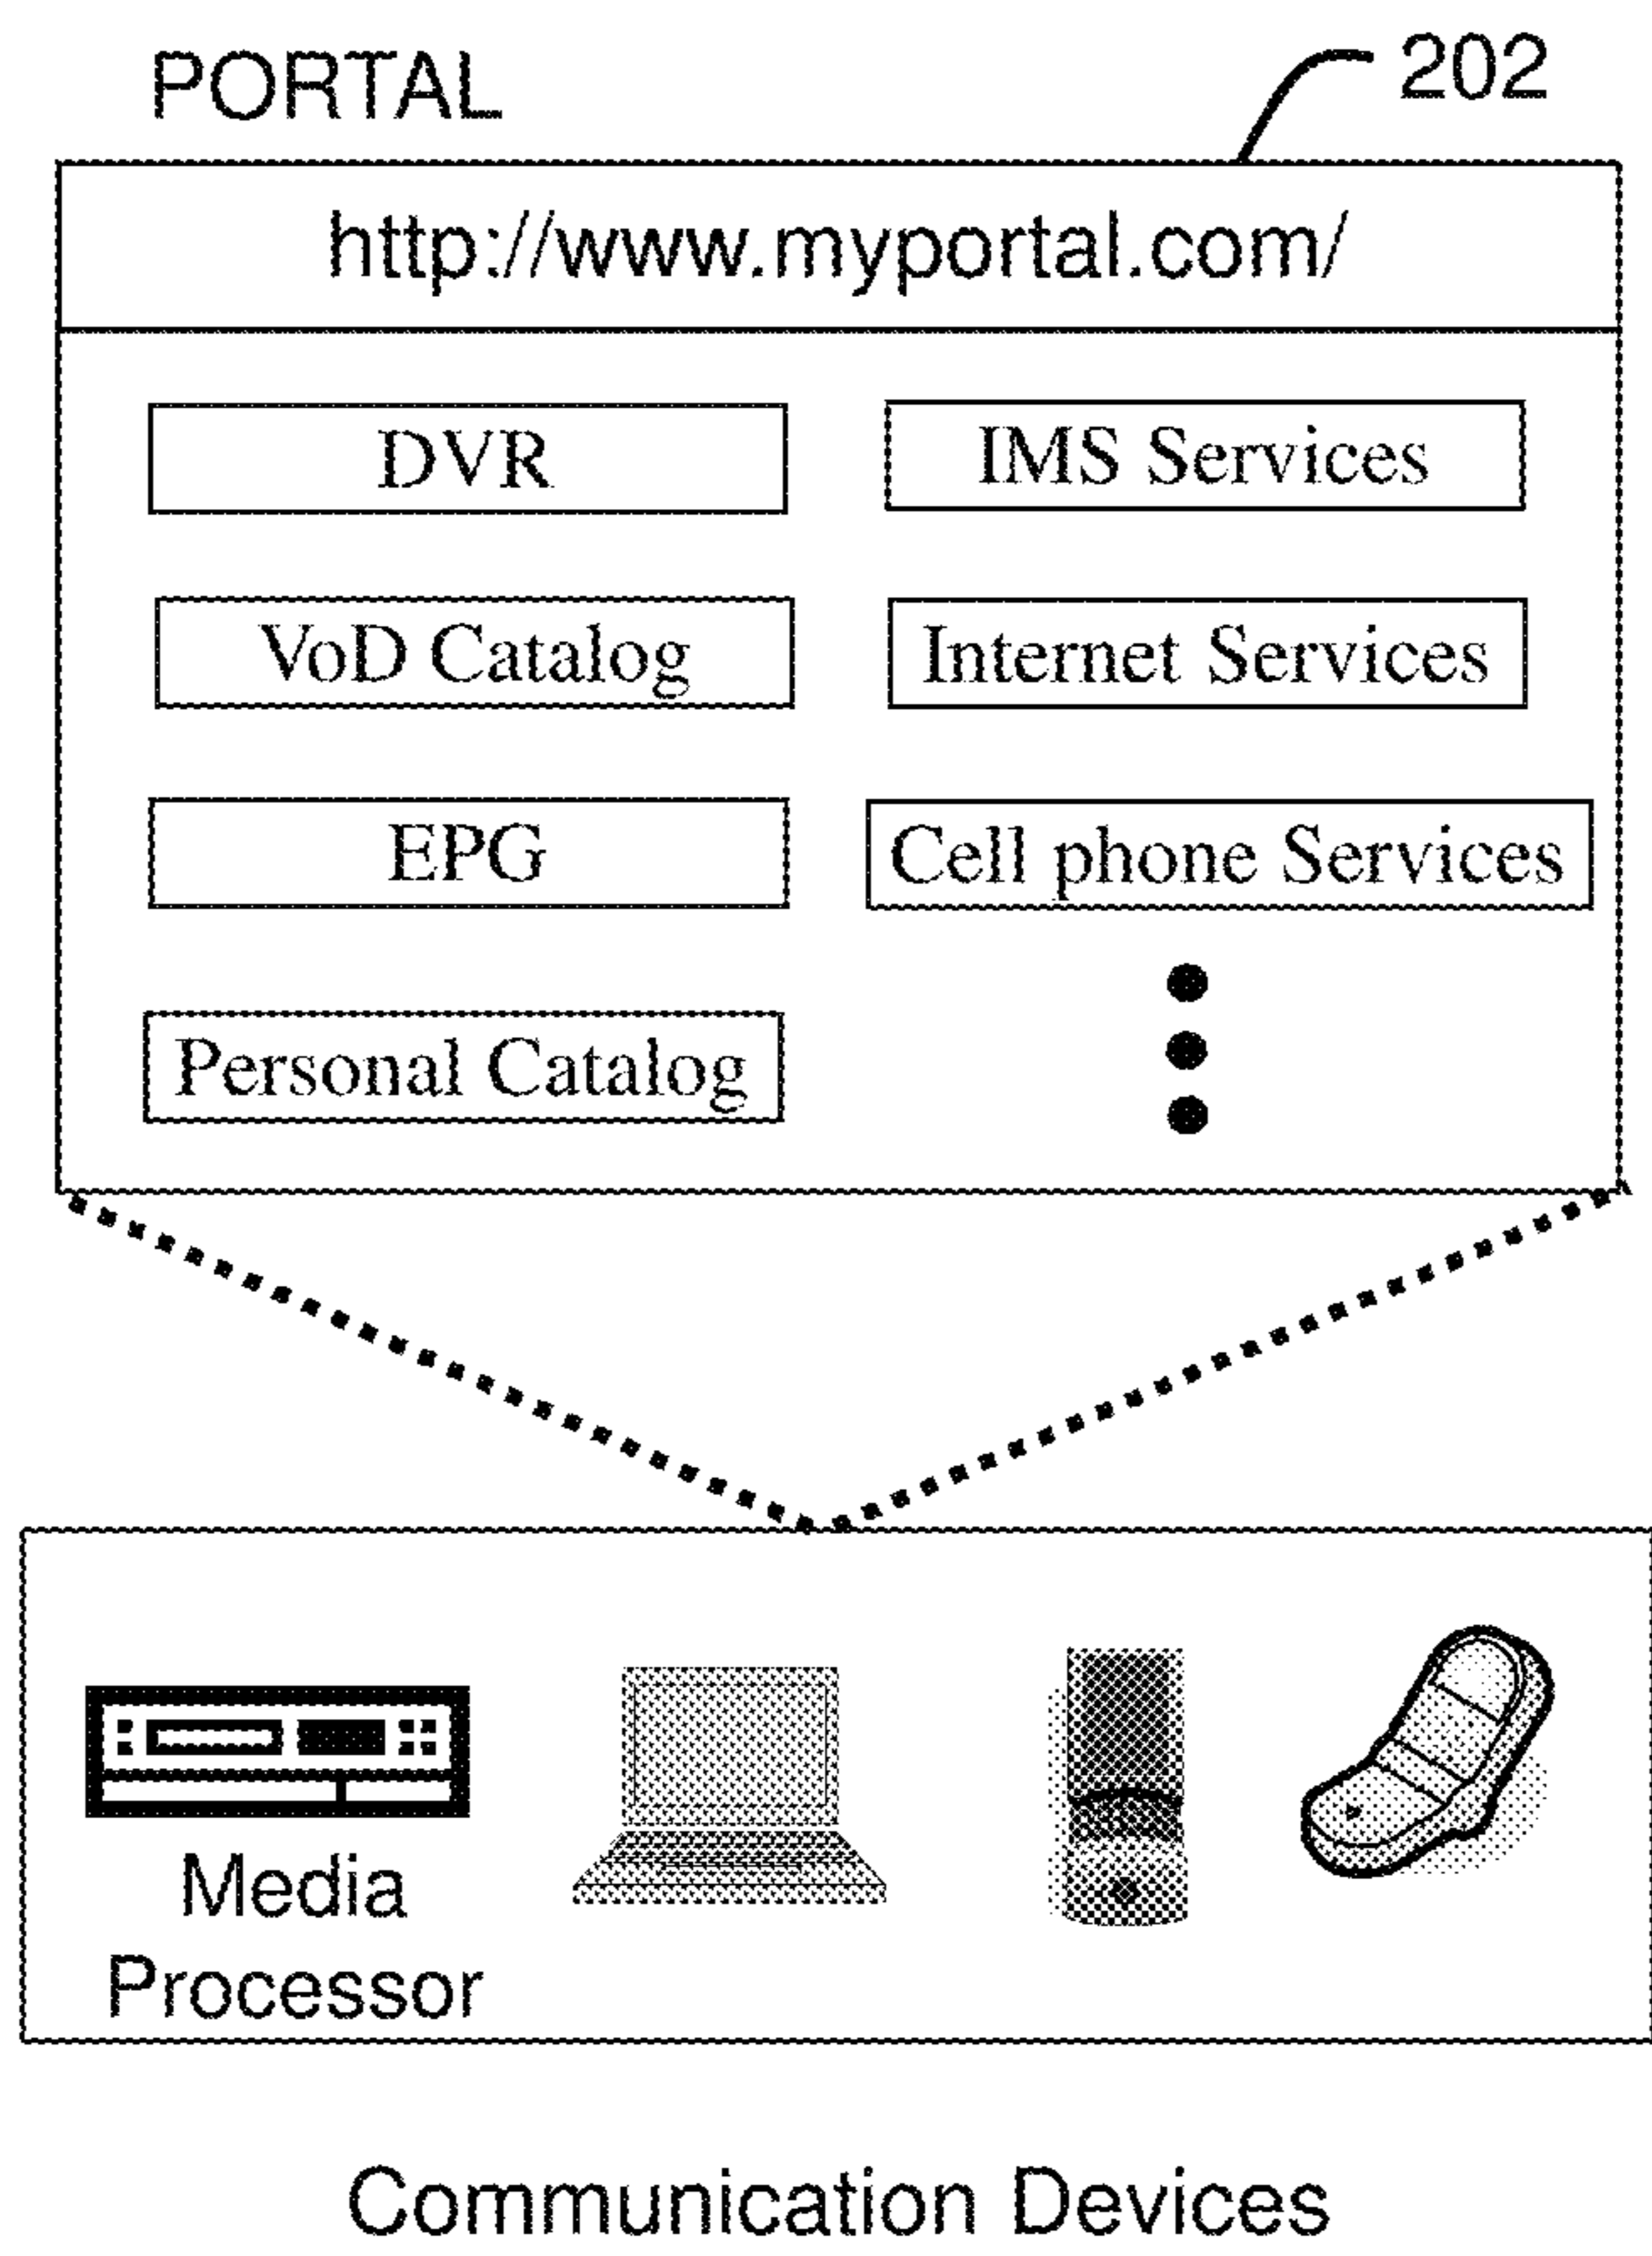 PORTAL
202
http://www.myportal.com/
DVR
IMS Services
VoD Catalog
Internet Services
EPG
Cell phone Services
Personal Catalog
Media
Processor
Communication Devices